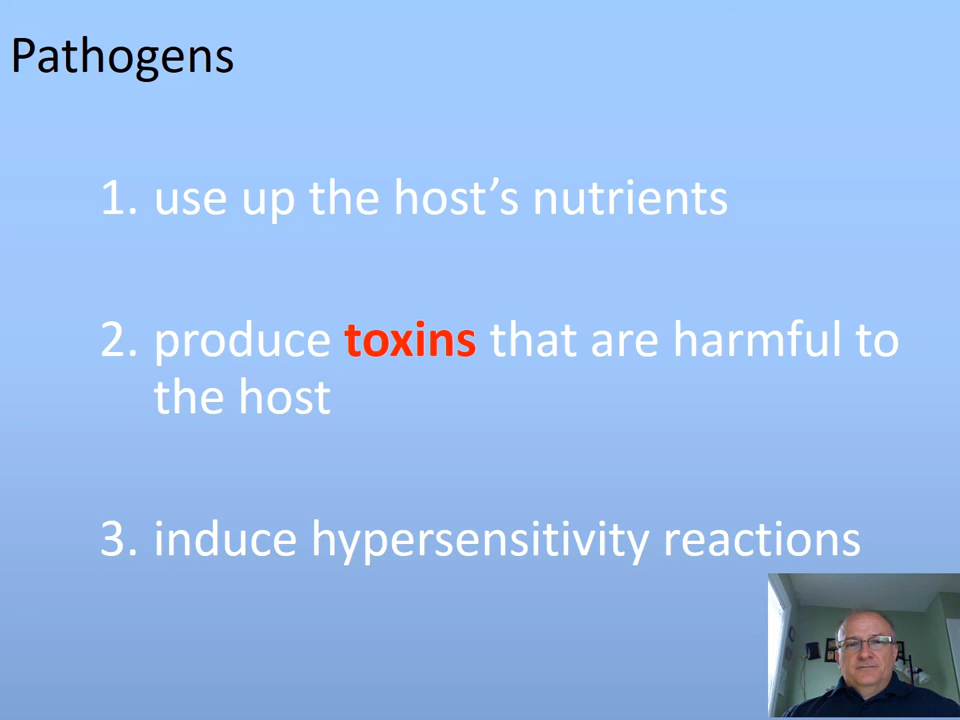 Pathogens
1. use up the host’s nutrients
2. produce toxins that are harmful to
the host
3. induce hypersensitivity reactions